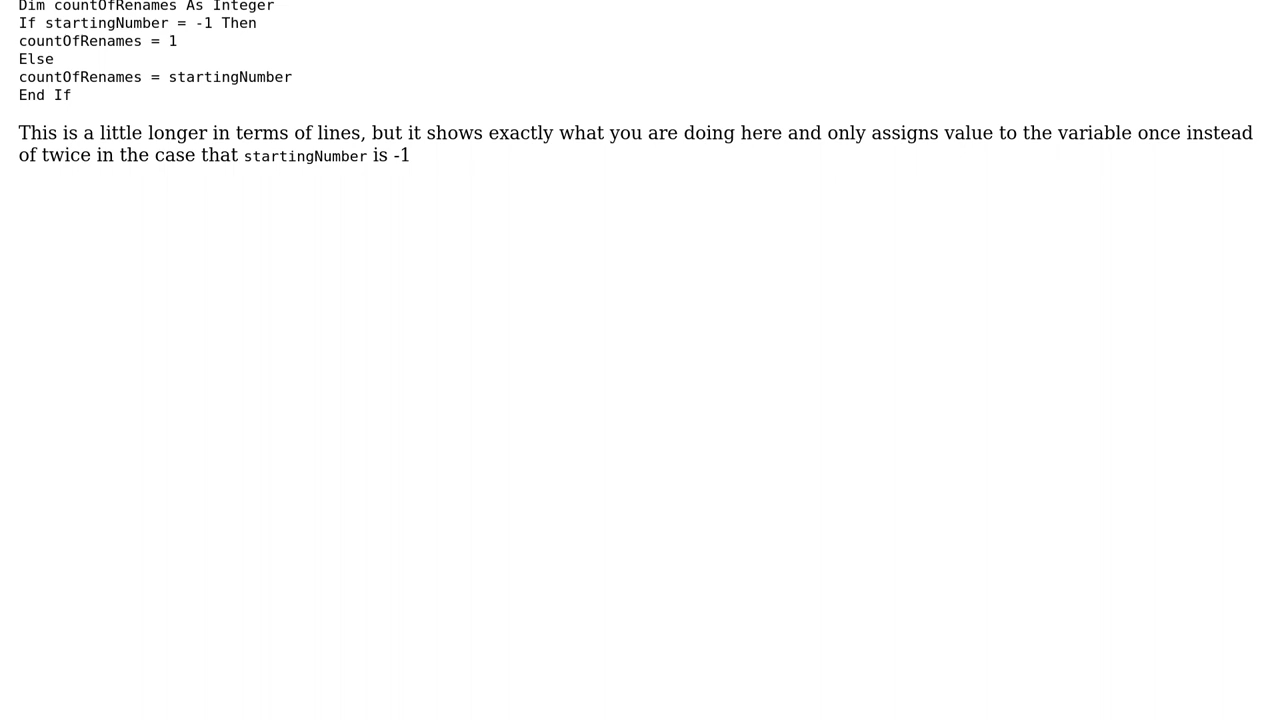 Dim countOfRenames As Integer
If startingNumber = -1 Then
countOfRenames = 1
Else
countOfRenames = startingNumber
End If
This is a little longer in terms of lines, but it shows exactly what you are doing here and only assigns value to the variable once instead
of twice in the case that startingNumber is -1